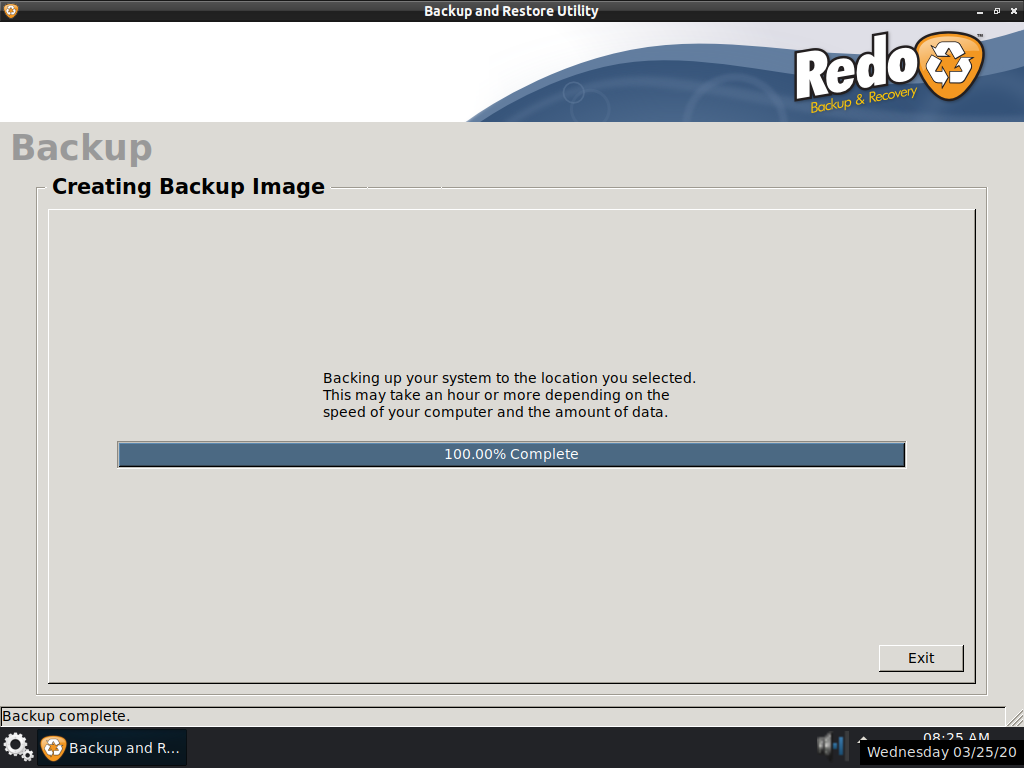 Backup and Restore Utility
Redo
™
Backup & Recovery
Backup
Creating Backup Image
Backing up your system to the location you selected.
This may take an hour or more depending on the
speed of your computer and the amount of data.
100.00% Complete
Exit
Backup complete.
Backup and R...
08:25 AM
Wednesday 03/25/20